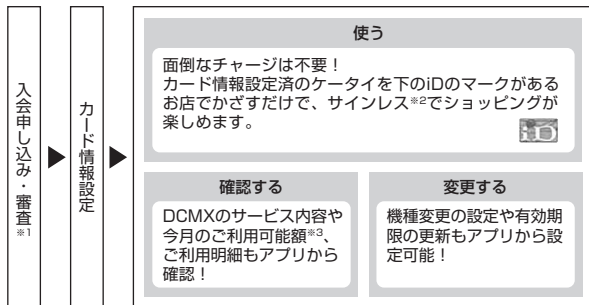 入会申し込み・審査
※1
カード情報設定
使う
面倒なチャージは不要！
カード情報設定済のケータイを下のiDのマークがある
お店でかざすだけで、サインレス※2でショッピングが
楽しめます。
iD
確認する
DCMXのサービス内容や
今月のご利用可能額※3、
ご利用明細もアプリから
確認！
変更する
機種変更の設定や有効期
限の更新もアプリから設
定可能！